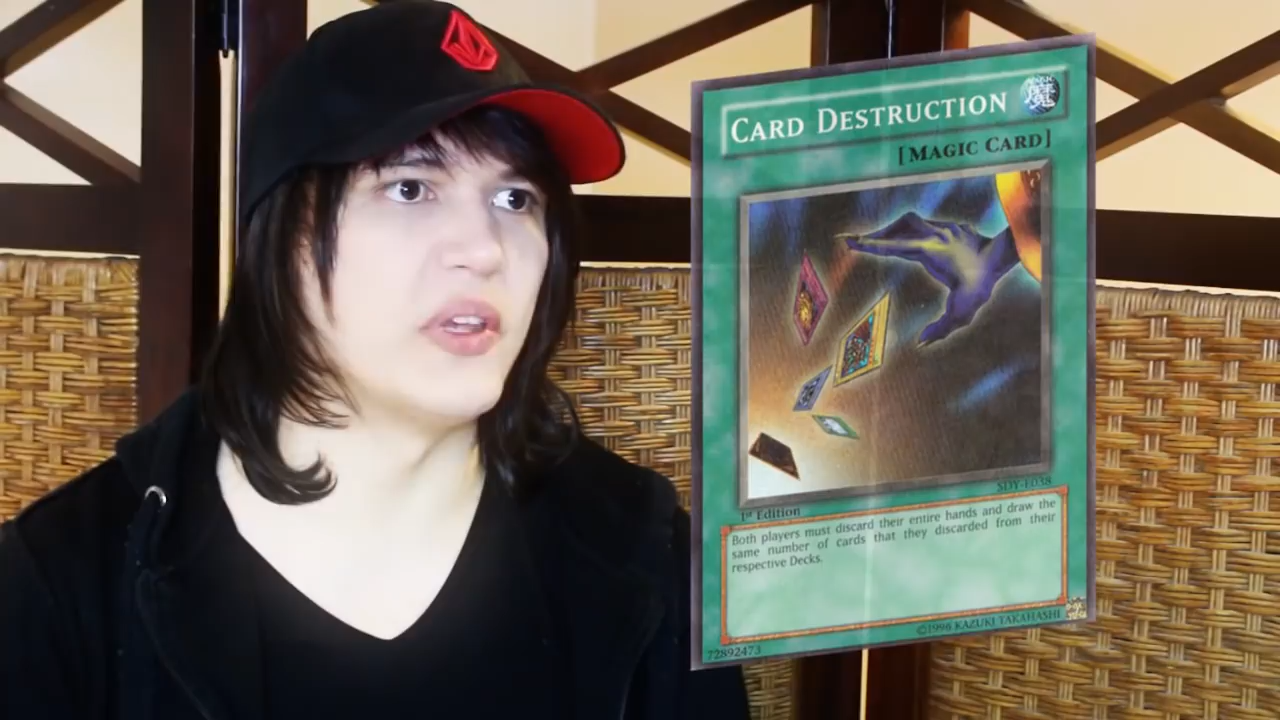 CARD DESTRUCTION
[MAGIC CARD]
SDY-E038
1st Edition
Both players must discard their entire hands and draw the
same number of cards that they discarded from their
respective Decks.
©1996 KAZUKI TAKAHASHI
72892473